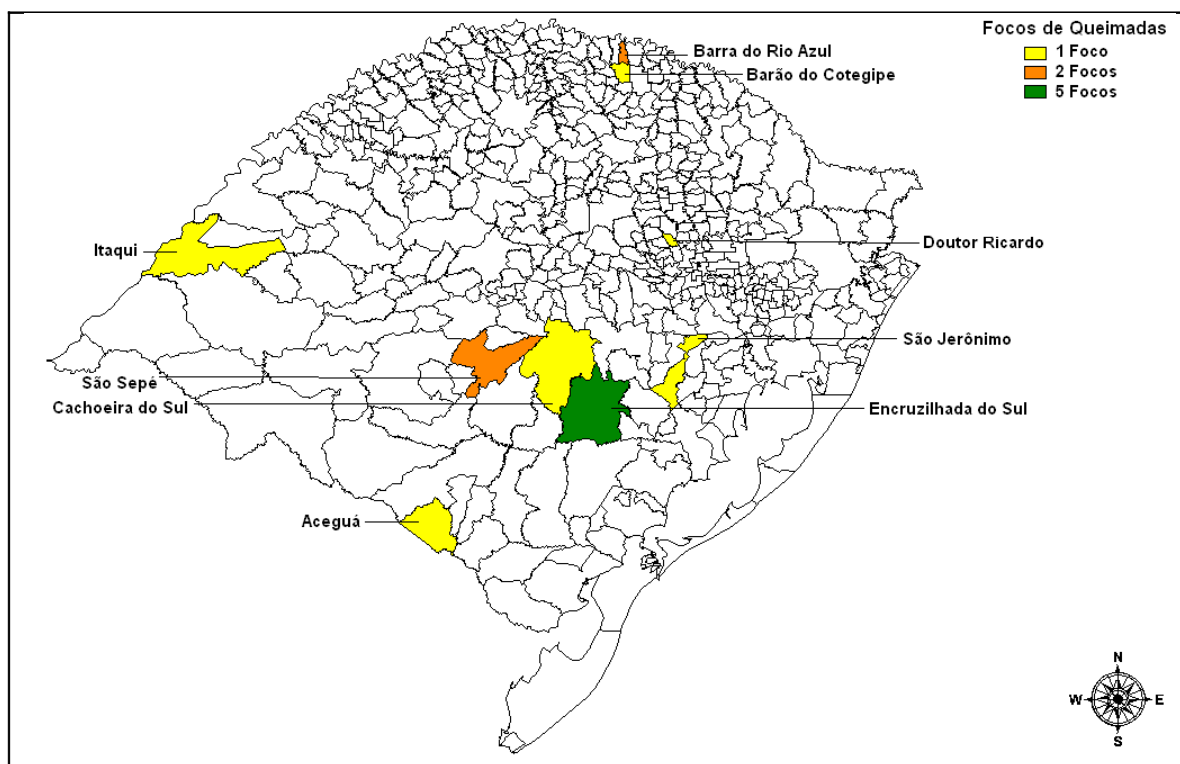 Focos de Queimadas
1 Foco
2 Focos
5 Focos
Barra do Rio Azul
Barão do Cotegipe
Itaqui
Doutor Ricardo
São Jerônimo
São Sepé
Cachoeira do Sul
Encruzilhada do Sul
Aceguá
N
W
E
S